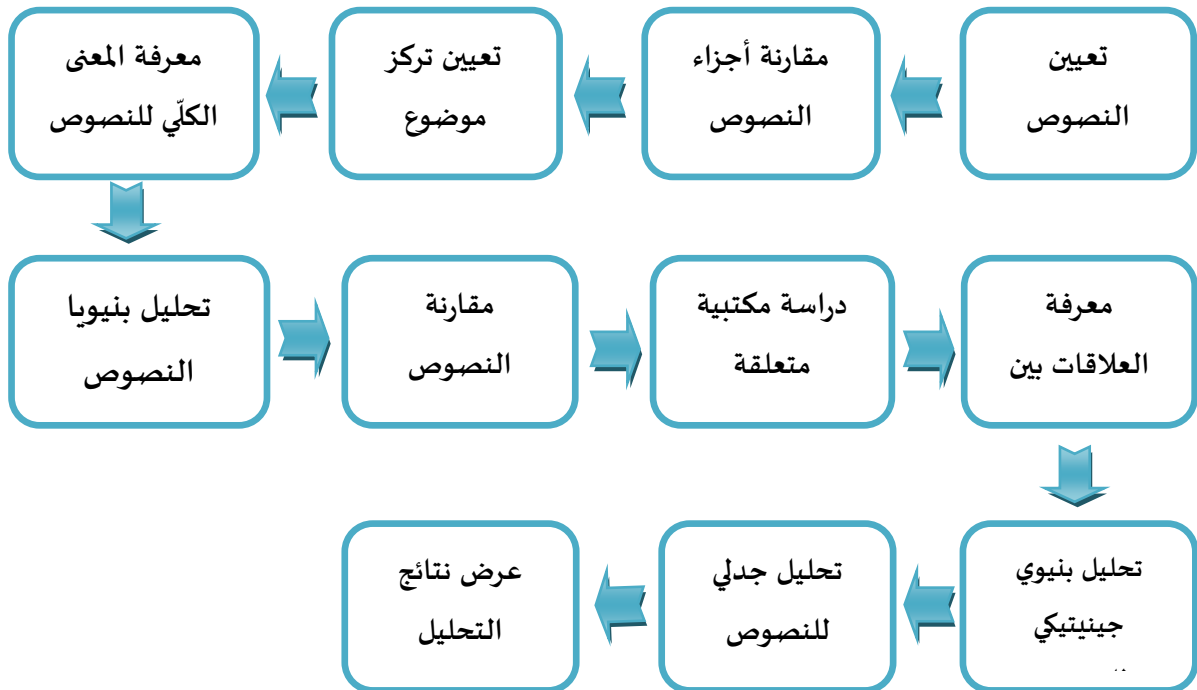 تعيين
النصوص
مقارنة أجزاء
النصوص
تعيين تركز
موضوع
معرفة المعنى
الكلّي للنصوص
تحليل بنيويا
النصوص
مقارنة
النصوص
دراسة مكتبية
متعلقة
معرفة
العلاقات بين
تحليل بنيوي
جينيتيكي
تحليل جدلي
للنصوص
عرض نتائج
التحليل